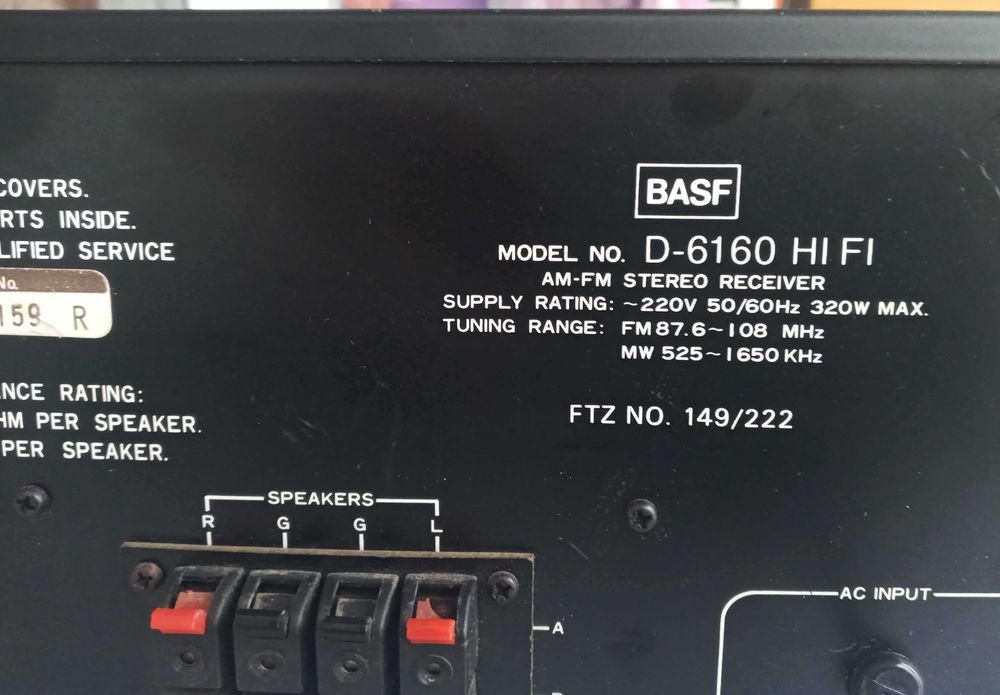 COVERS.
RTS INSIDE.
LIFIED SERVICE
No.
159 R
NCE RATING:
HM PER SPEAKER.
PER SPEAKER.
BASF
MODEL NO. D-6160 HI FI
AM-FM STEREO RECEIVER
SUPPLY RATING: ~220V 50/60Hz 320W MAX.
TUNING RANGE: FM 87.6~108 MHz
MW 525~1650 KHz
FTZ NO. 149/222
SPEAKERS
R G G L
A
AC INPUT